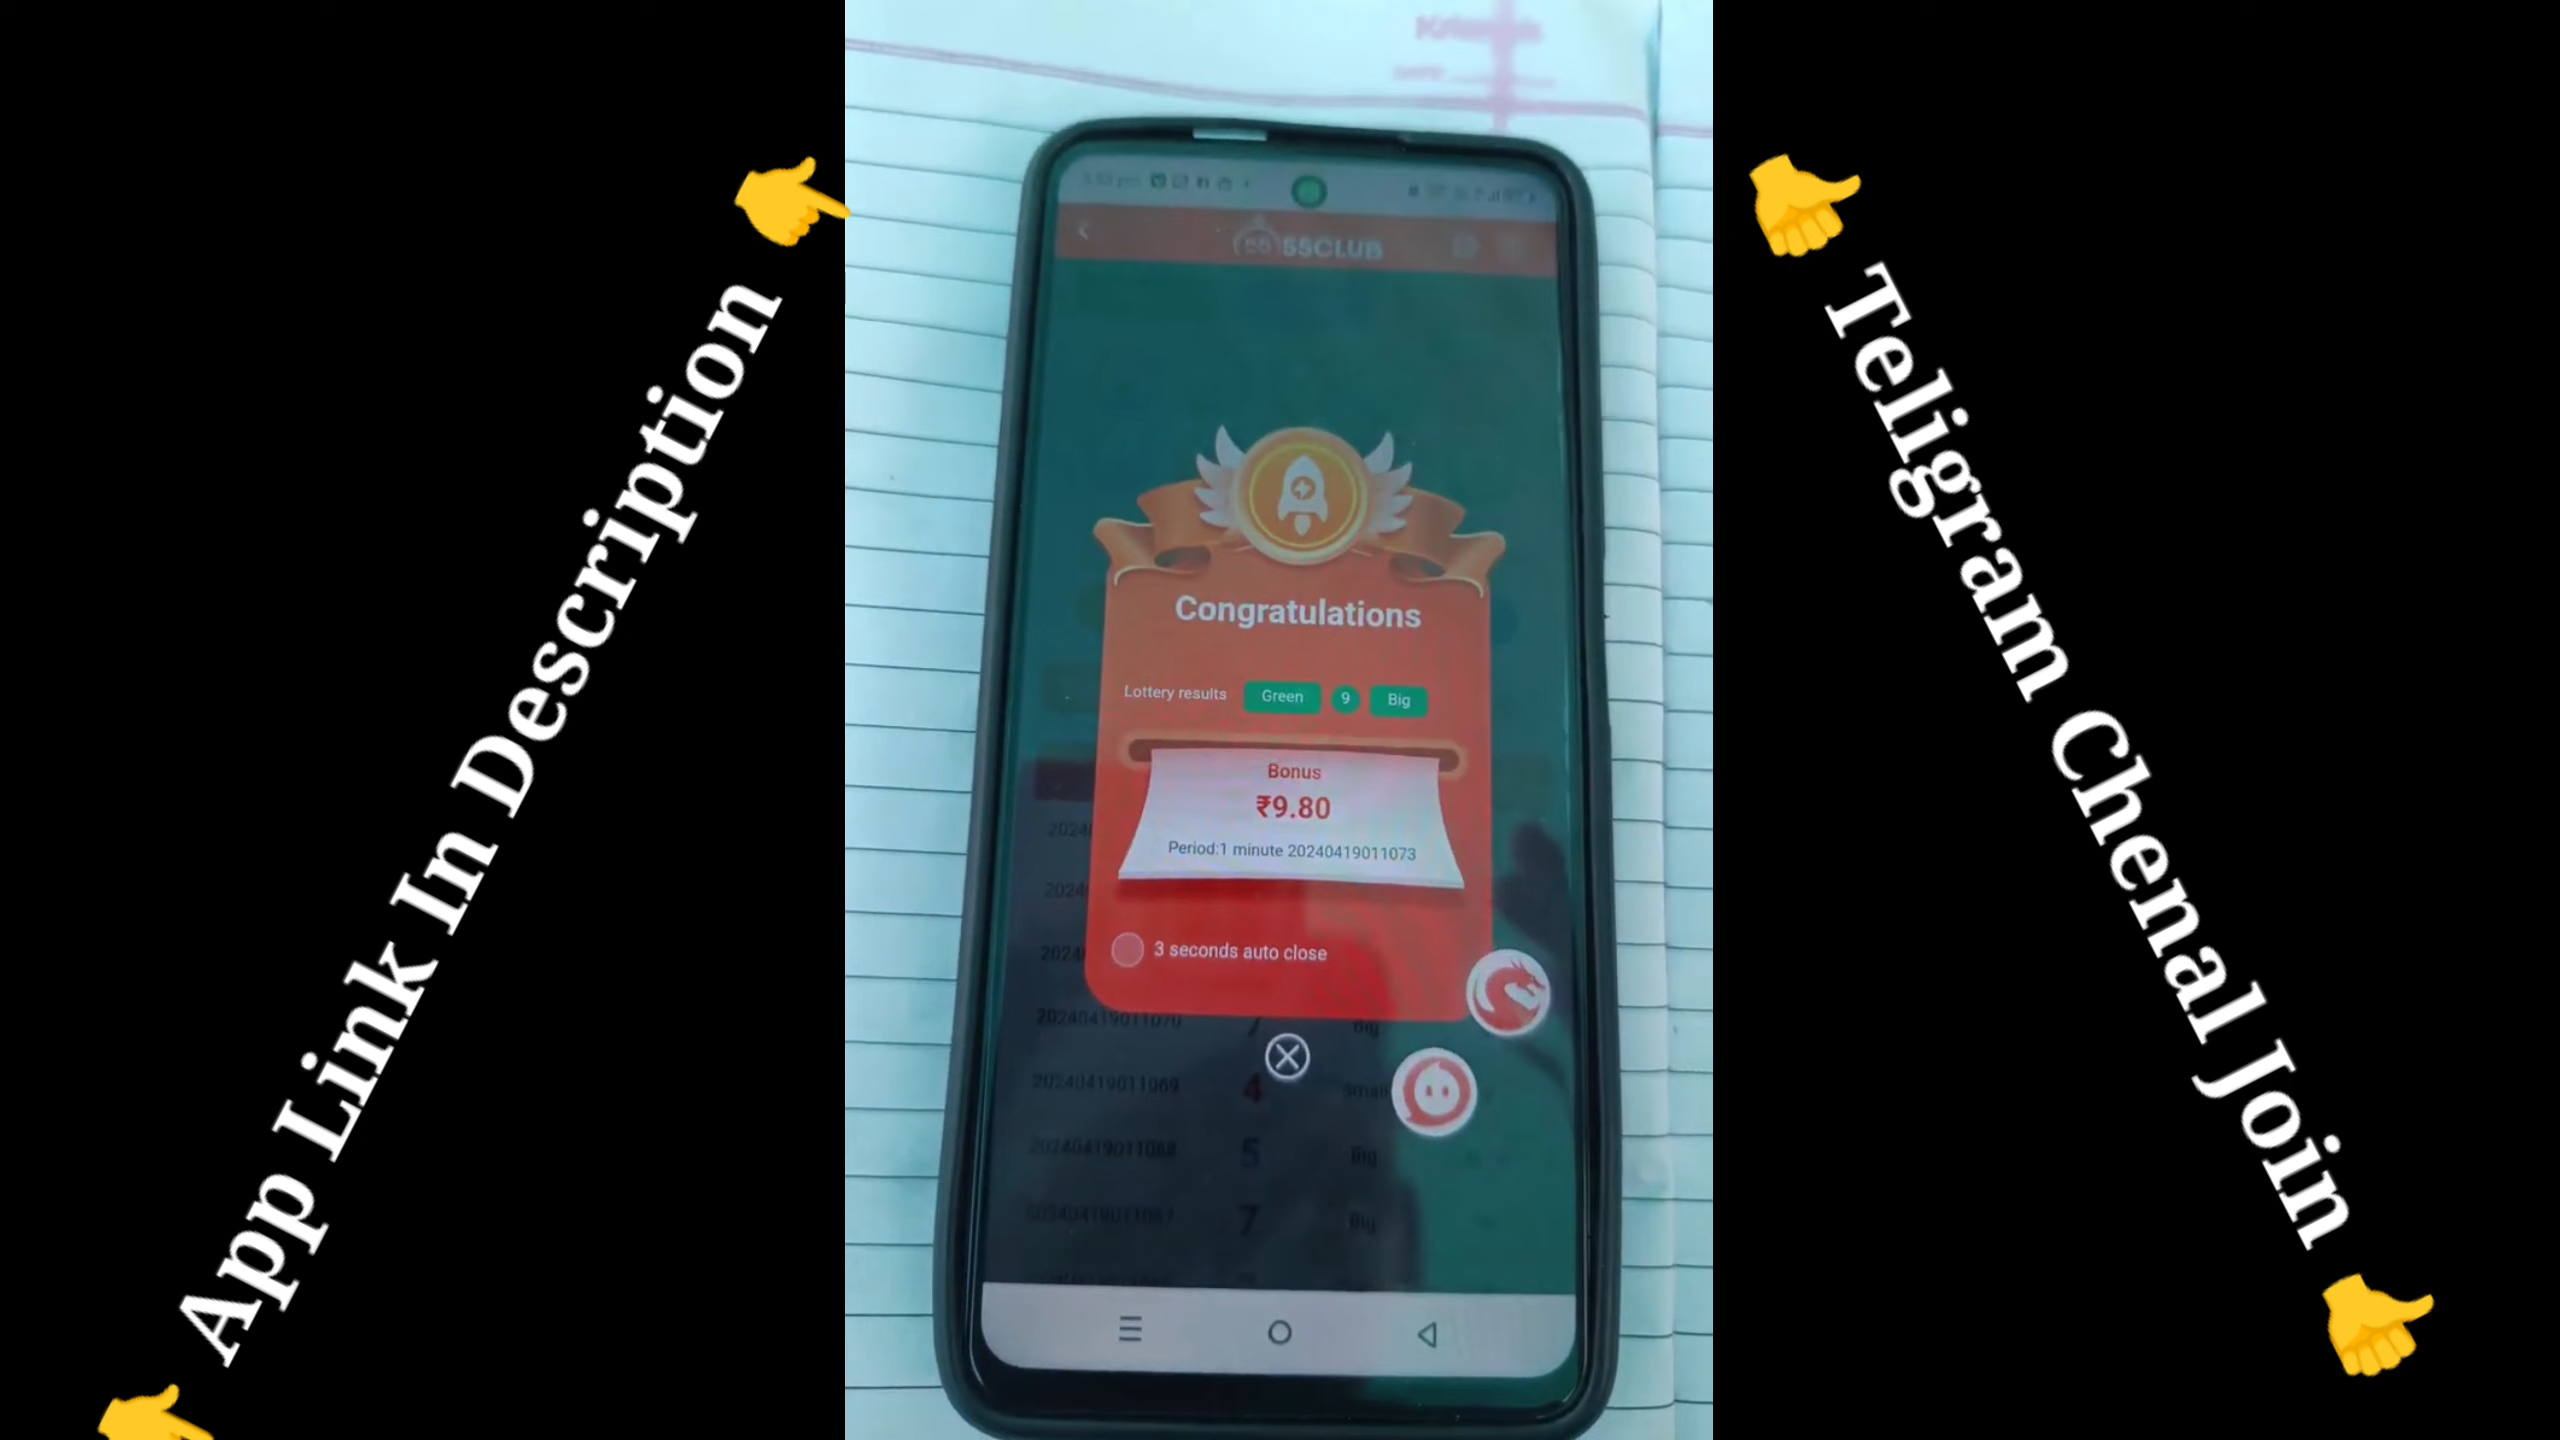 App Link In Description
Teligram Chenal Join
55CLUB
Congratulations
Lottery results Green 9 Big
Bonus
₹9.80
Period:1 minute 20240419011073
3 seconds auto close
20240419011070 7 Big
20240419011069 4 Small
20240419011068 5 Big
20240419011067 7 Big